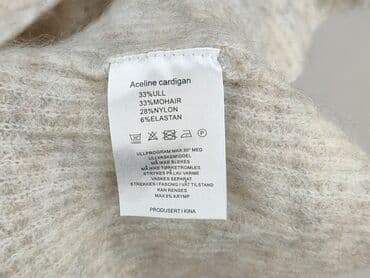 Aceline cardigan
33%ULL
33%MOHAIR
28%NYLON
6%ELASTAN
ULLPROGRAM MAX 30° MED
ULLVASKEMIDDEL
MÅ IKKE BLEKES
MÅ IKKE TØRKETROMLES
STRYKES PÅ LAV VARME
VASKES SEPARAT
STREKKES I FASONG I VÅT TILSTAND
KAN RENSES
MAX 5% KRYMP
PRODUSERT I KINA